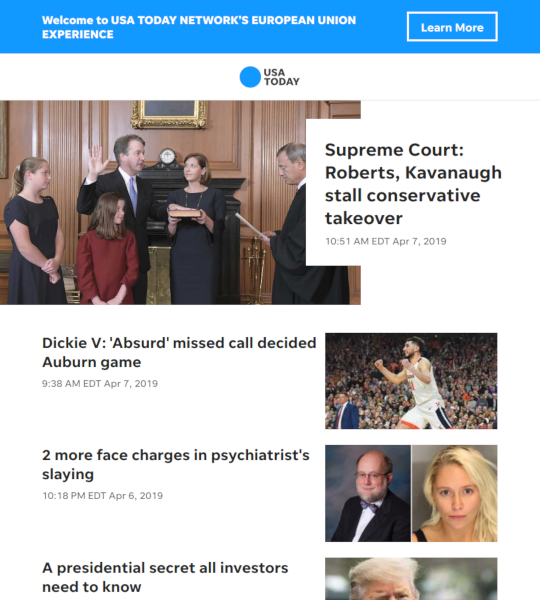 Welcome to USA TODAY NETWORK'S EUROPEAN UNION
EXPERIENCE
Learn More
USA
TODAY
Supreme Court:
Roberts, Kavanaugh
stall conservative
takeover
10:51 AM EDT Apr 7, 2019
Dickie V: 'Absurd' missed call decided
Auburn game
9:38 AM EDT Apr 7, 2019
2 more face charges in psychiatrist's
slaying
10:18 PM EDT Apr 6, 2019
A presidential secret all investors
need to know